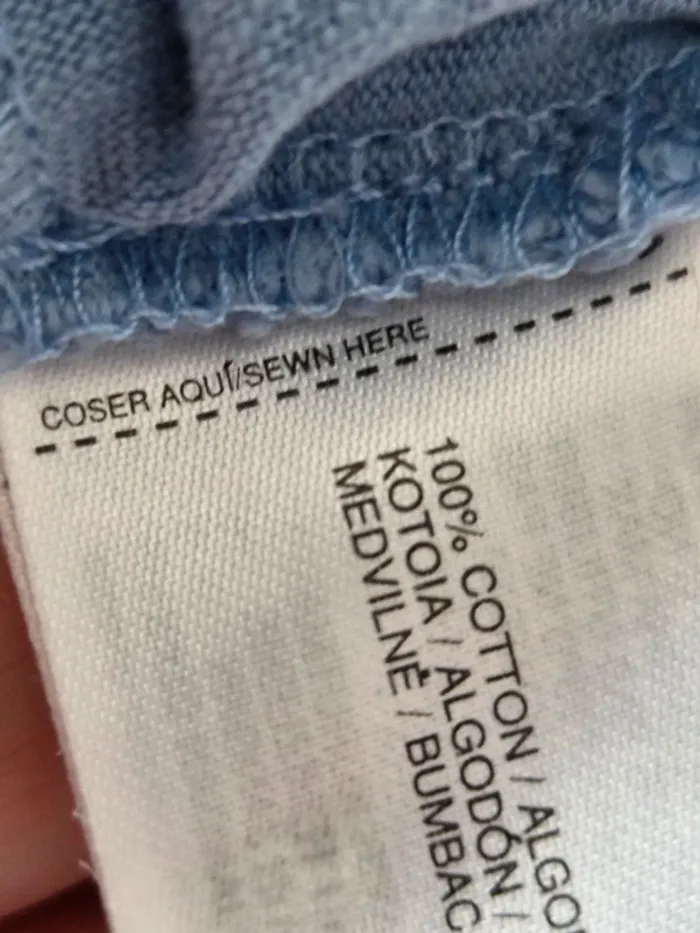 COSER AQUÍ/SEWN HERE
100% COTTON / ALGO
KOTOIA / ALGODÓN /
MEDVILNĖ / BUMBAC